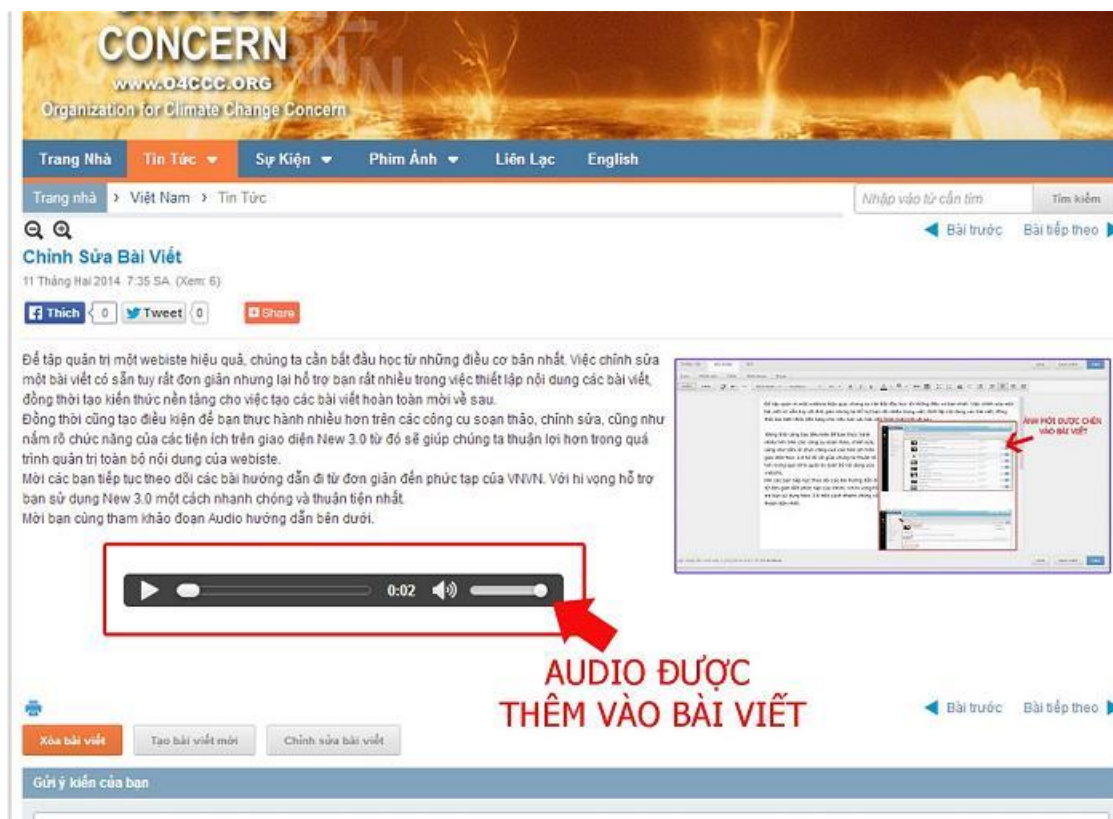 CONCERN
www.O4CCC.ORG
Organization for Climate Change Concern
Trang Nhà Tin Tức Sự Kiện Phim Ảnh Liên Lạc English
Trang nhà > Việt Nam > Tin Tức Nhập vào từ cần tìm Tìm kiếm
Bài trước Bài tiếp theo
Chỉnh Sửa Bài Viết
11 Tháng Hai 2014 7:35 SA (Xem: 6)
Thích 0 Tweet 0 Share
Để tập quản trị một webiste hiệu quả, chúng ta cần bắt đầu học từ những điều cơ bản nhất. Việc chỉnh sửa
một bài viết có sẵn tuy rất đơn giản nhưng lại hỗ trợ bạn rất nhiều trong việc thiết lập nội dung các bài viết,
đồng thời tạo kiến thức nền tảng cho việc tạo các bài viết hoàn toàn mới về sau.
Đồng thời cũng tạo điều kiện để bạn thực hành nhiều hơn trên các công cụ soạn thảo, chỉnh sửa, cũng như
nắm rõ chức năng của các tiện ích trên giao diện New 3.0 từ đó sẽ giúp chúng ta thuận lợi hơn trong quá
trình quản trị toàn bộ nội dung của webiste.
Mời các bạn tiếp tục theo dõi các bài hướng dẫn đi từ đơn giản đến phức tạp của VNVN. Với hi vọng hỗ trợ
bạn sử dụng New 3.0 một cách nhanh chóng và thuận tiện nhất.
Mời bạn cùng tham khảo đoạn Audio hướng dẫn bên dưới.
ẢNH MỚI ĐƯỢC CHÈN
VÀO BÀI VIẾT
0:02
AUDIO ĐƯỢC
THÊM VÀO BÀI VIẾT
Bài trước Bài tiếp theo
Xóa bài viết Tạo bài viết mới Chỉnh sửa bài viết
Gửi ý kiến của bạn